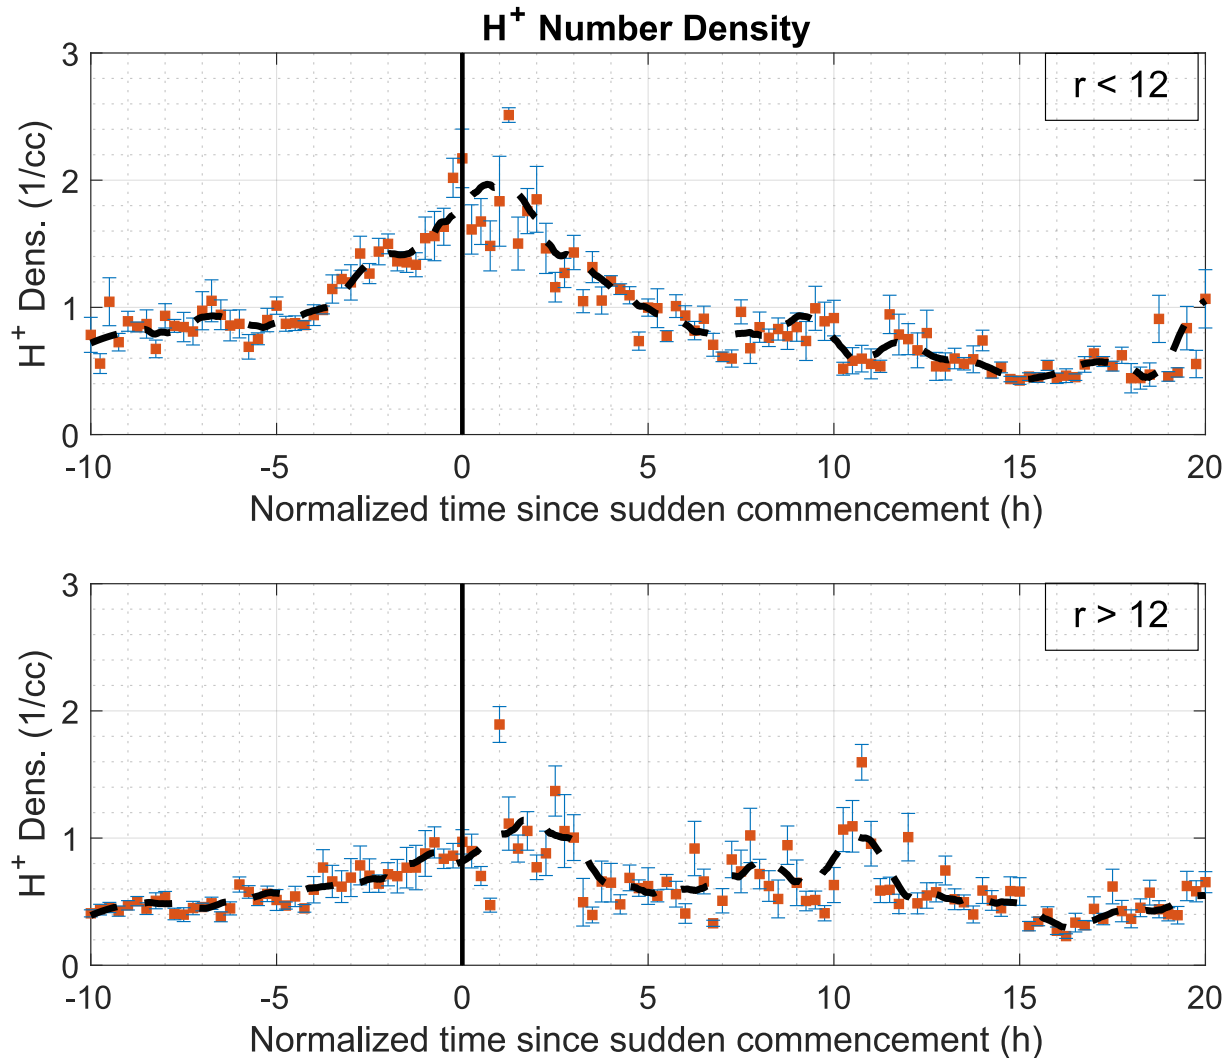 H+ Number Density
r < 12
3
2
1
0
H+ Dens. (1/cc)
-10 -5 0 5 10 15 20
Normalized time since sudden commencement (h)
r > 12
3
2
1
0
H+ Dens. (1/cc)
-10 -5 0 5 10 15 20
Normalized time since sudden commencement (h)